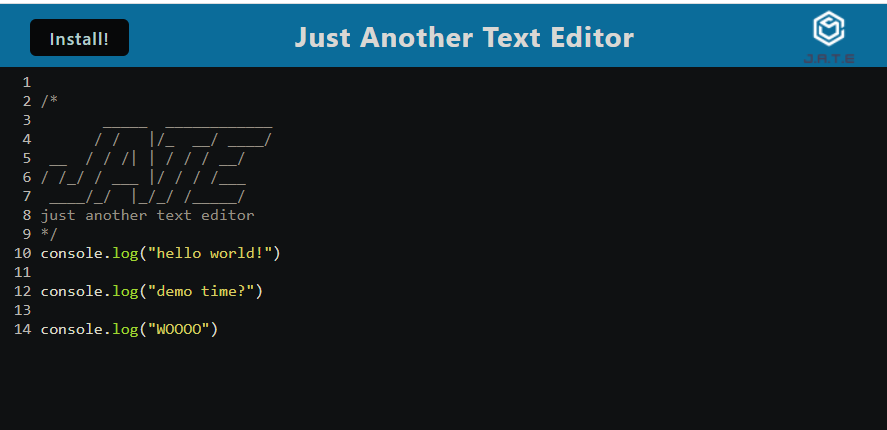 Install!
Just Another Text Editor
J.A.T.E
1
2 /*
3        _____  ____________
4       / /   |/_  __/ ____/
5  __  / / /| | / / / __/
6 / /_/ / ___ |/ / / /___
7  ____/_/  |_/_/ /_____/
8 just another text editor
9 */
10 console.log("hello world!")
11
12 console.log("demo time?")
13
14 console.log("WOOOO")